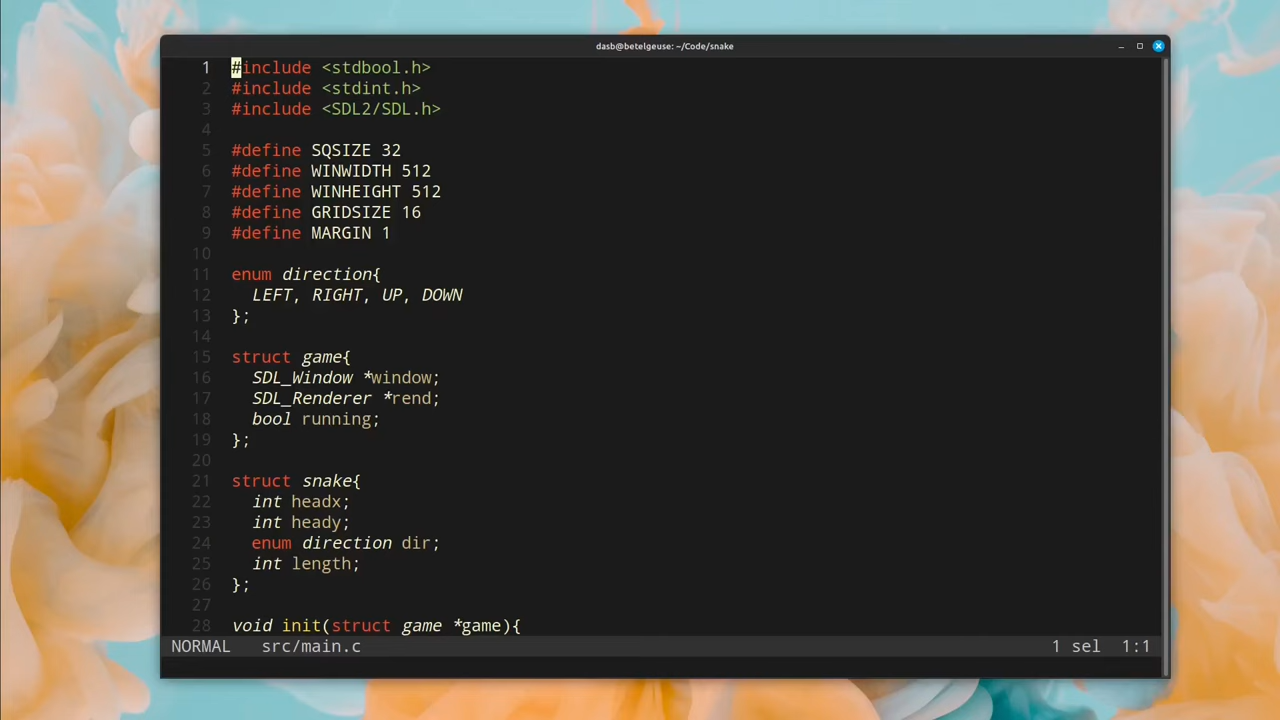 dasb@betelgeuse: ~/Code/snake
1 #include <stdbool.h>
2 #include <stdint.h>
3 #include <SDL2/SDL.h>
4
5 #define SQSIZE 32
6 #define WINWIDTH 512
7 #define WINHEIGHT 512
8 #define GRIDSIZE 16
9 #define MARGIN 1
10
11 enum direction{
12   LEFT, RIGHT, UP, DOWN
13 };
14
15 struct game{
16   SDL_Window *window;
17   SDL_Renderer *rend;
18   bool running;
19 };
20
21 struct snake{
22   int headx;
23   int heady;
24   enum direction dir;
25   int length;
26 };
27
28 void init(struct game *game){
NORMAL src/main.c 1 sel 1:1